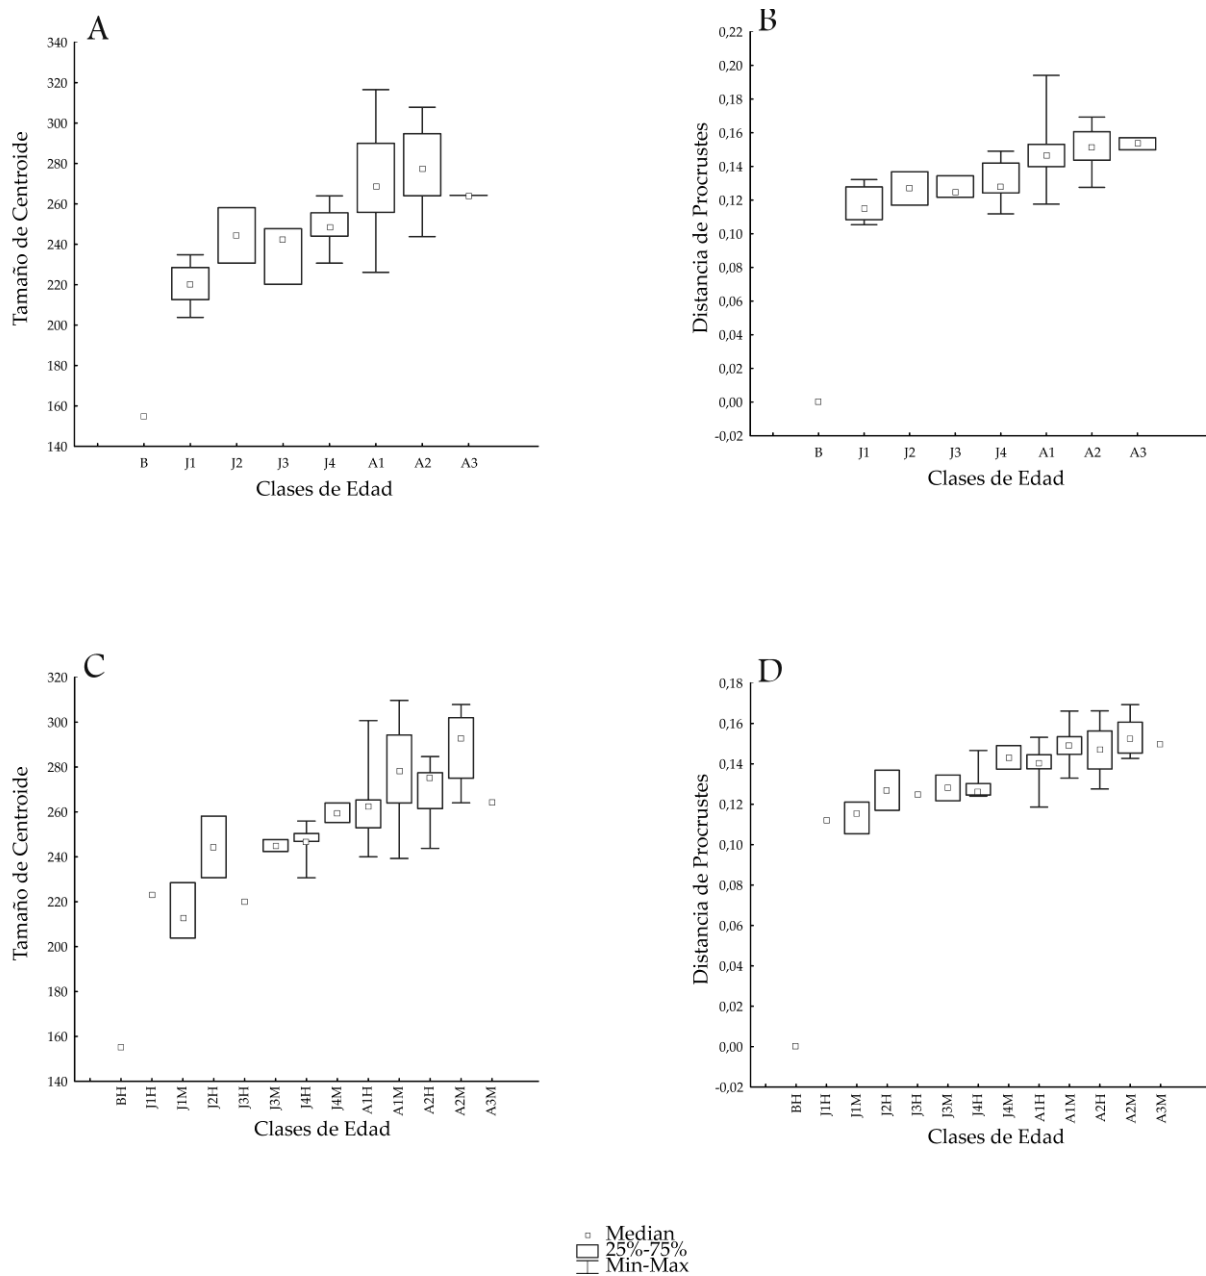 A
340
320
300
280
260
240
220
200
180
160
140
Tamaño de Centroide
B J1 J2 J3 J4 A1 A2 A3
Clases de Edad
B
0,22
0,20
0,18
0,16
0,14
0,12
0,10
0,08
0,06
0,04
0,02
0,00
-0,02
Distancia de Procrustes
B J1 J2 J3 J4 A1 A2 A3
Clases de Edad
C
320
300
280
260
240
220
200
180
160
140
Tamaño de Centroide
BH J1H J1M J2H J3H J3M J4H J4M A1H A1M A2H A2M A3M
Clases de Edad
D
0,18
0,16
0,14
0,12
0,10
0,08
0,06
0,04
0,02
0,00
-0,02
Distancia de Procrustes
BH J1H J1M J2H J3H J3M J4H J4M A1H A1M A2H A2M A3M
Clases de Edad
Median
25%-75%
Min-Max